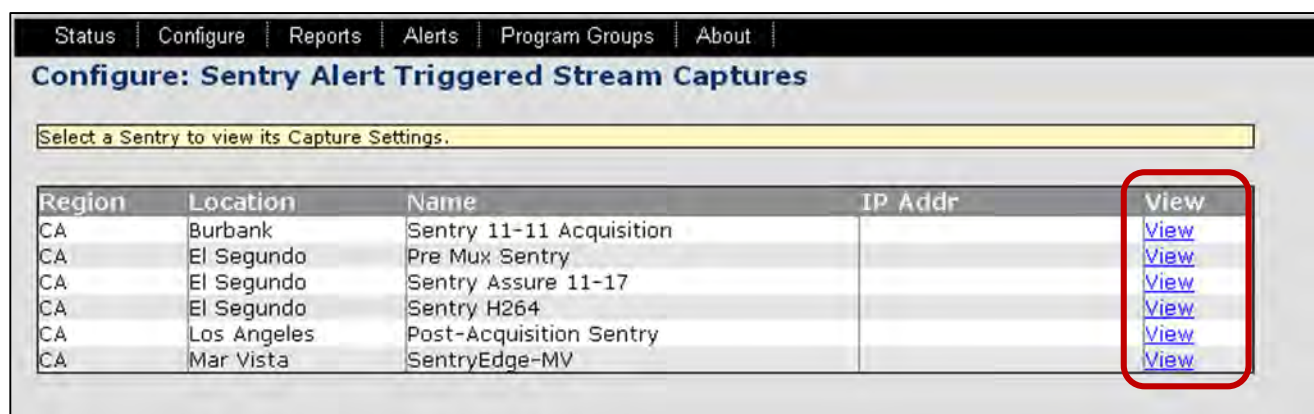 Status Configure Reports Alerts Program Groups About
Configure: Sentry Alert Triggered Stream Captures
Select a Sentry to view its Capture Settings.
Region Location Name IP Addr View
CA Burbank Sentry 11-11 Acquisition View
CA El Segundo Pre Mux Sentry View
CA El Segundo Sentry Assure 11-17 View
CA El Segundo Sentry H264 View
CA Los Angeles Post-Acquisition Sentry View
CA Mar Vista SentryEdge-MV View